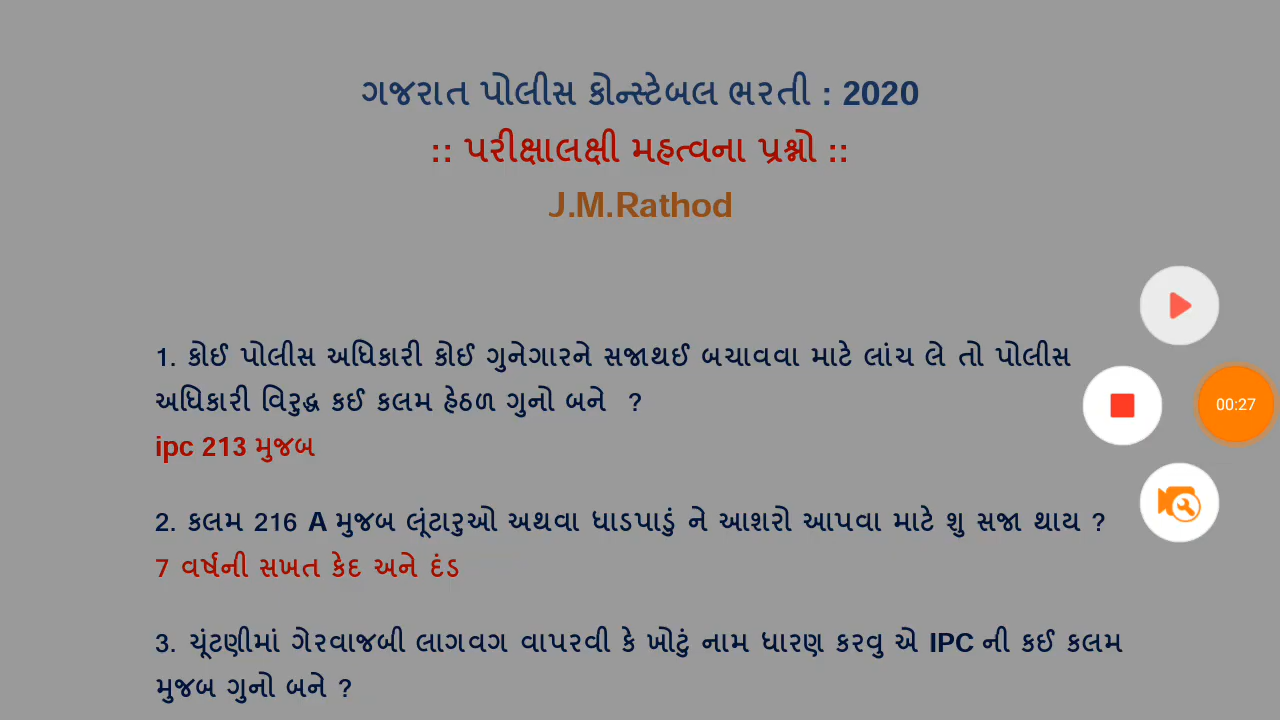 ગજરાત પોલીસ કોન્સ્ટેબલ ભરતી : 2020
:: પરીક્ષાલક્ષી મહત્વના પ્રશ્નો ::
J.M.Rathod
1. કોઈ પોલીસ અધિકારી કોઈ ગુનેગારને સજાથઈ બચાવવા માટે લાંચ લે તો પોલીસ
અધિકારી વિરુદ્ધ કઈ કલમ હેઠળ ગુનો બને ?
ipc 213 મુજબ
2. કલમ 216 A મુજબ લૂંટારુઓ અથવા ધાડપાડું ને આશરો આપવા માટે શુ સજા થાય ?
7 વર્ષની સખત કેદ અને દંડ
3. ચૂંટણીમાં ગેરવાજબી લાગવગ વાપરવી કે ખોટું નામ ધારણ કરવુ એ IPC ની કઈ કલમ
મુજબ ગુનો બને ?
00:27